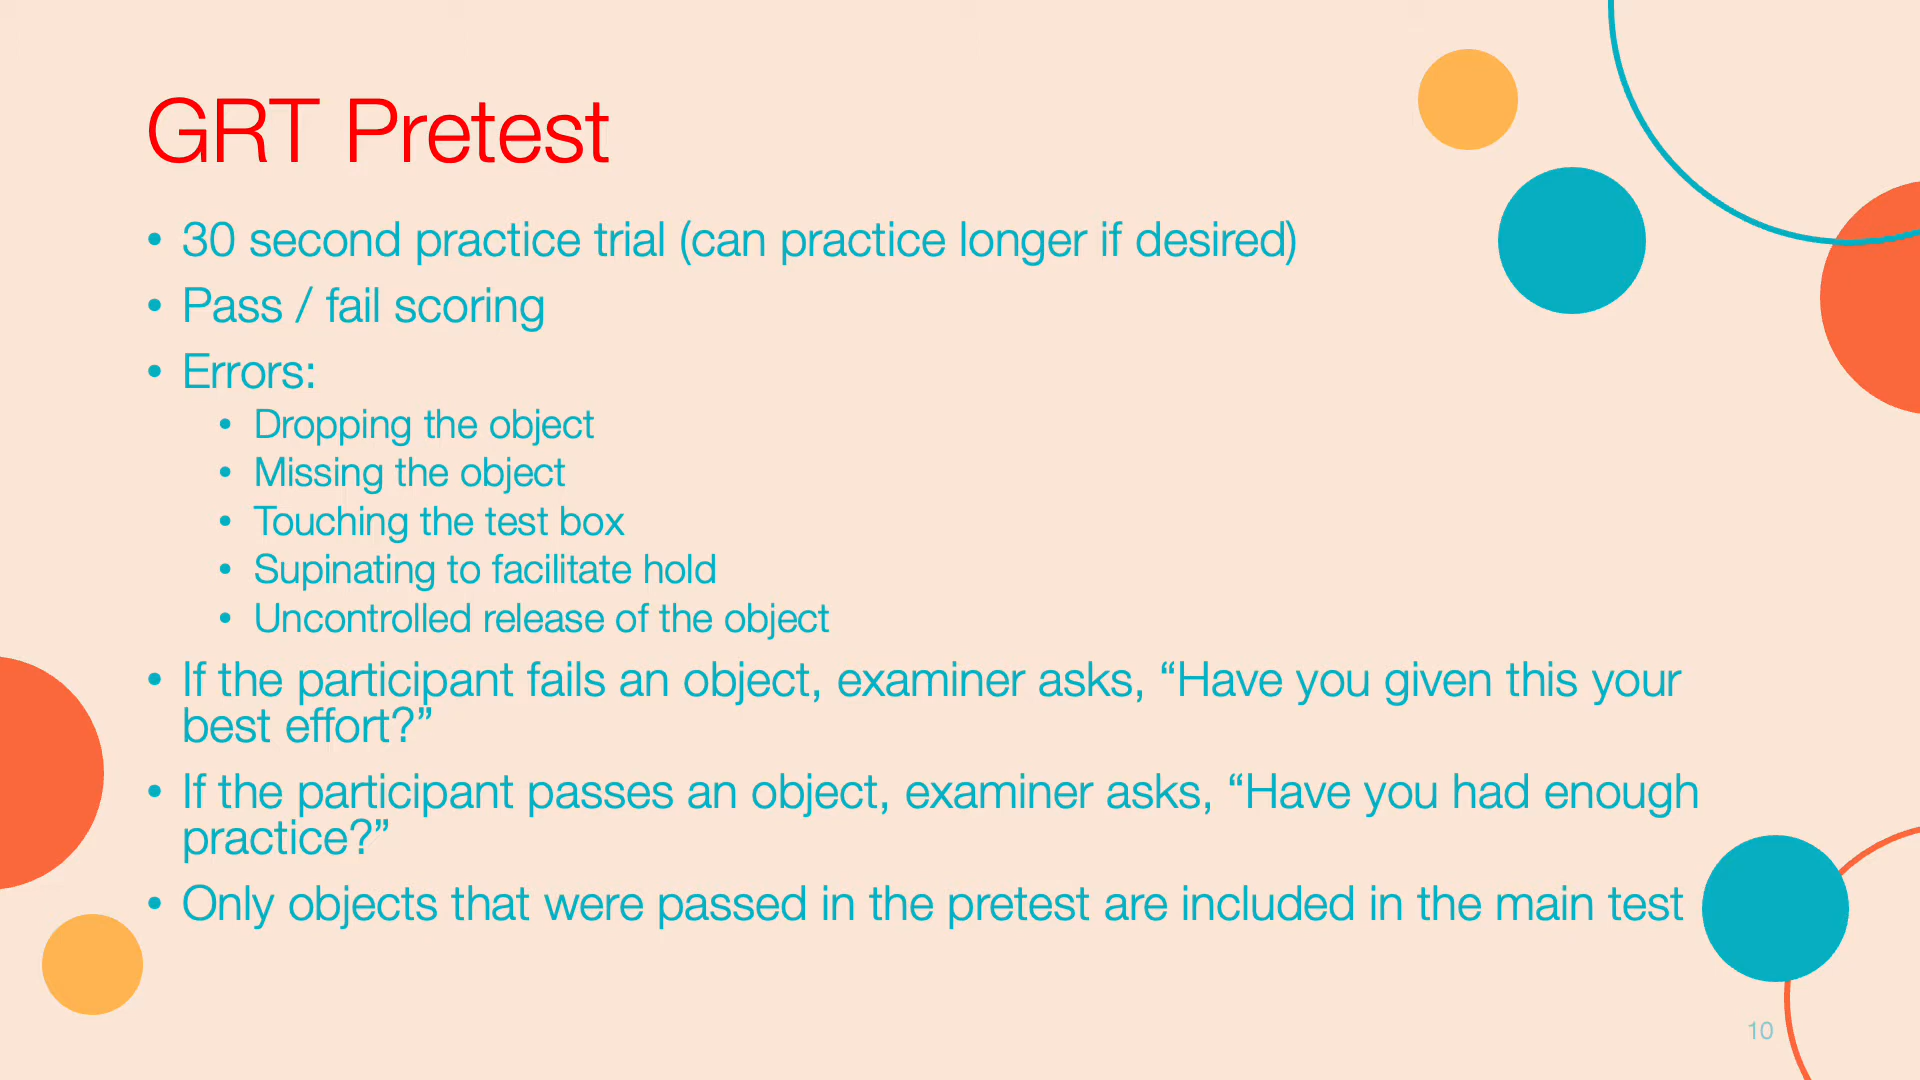 GRT Pretest
• 30 second practice trial (can practice longer if desired)
• Pass / fail scoring
• Errors:
• Dropping the object
• Missing the object
• Touching the test box
• Supinating to facilitate hold
• Uncontrolled release of the object
• If the participant fails an object, examiner asks, “Have you given this your
best effort?”
• If the participant passes an object, examiner asks, “Have you had enough
practice?”
• Only objects that were passed in the pretest are included in the main test
10